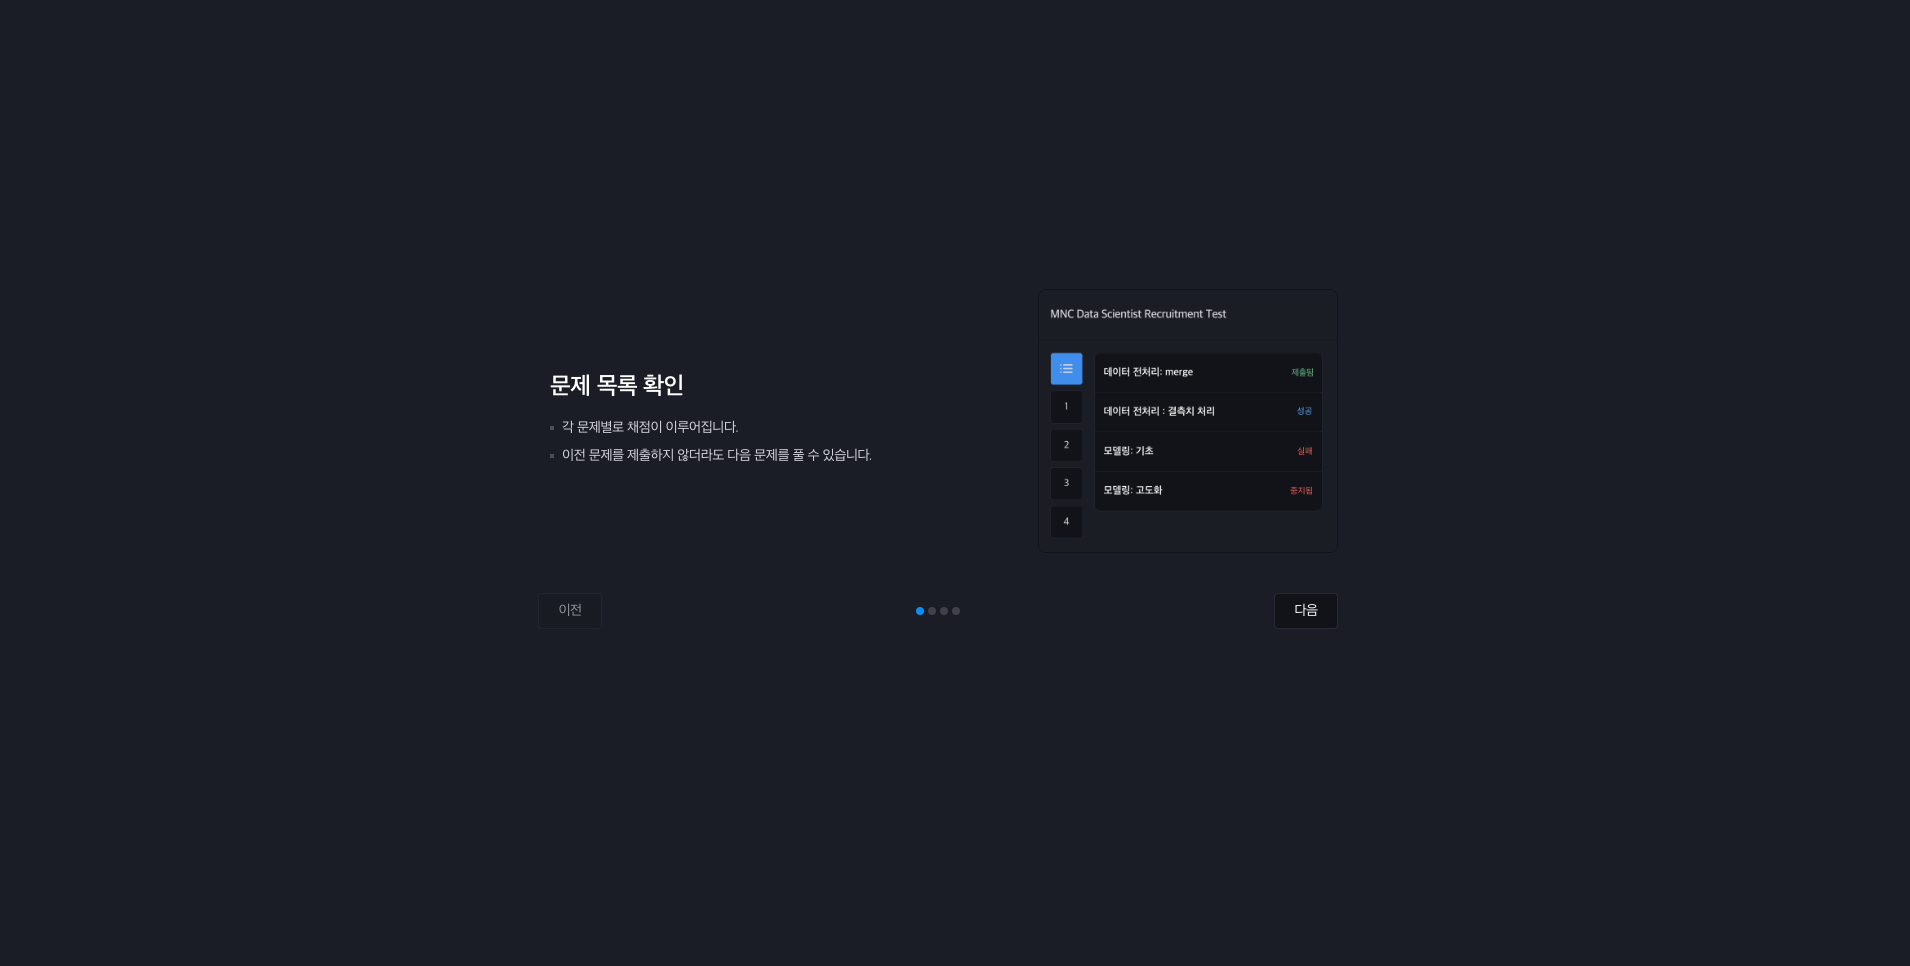 문제 목록 확인
각 문제별로 채점이 이루어집니다.
이전 문제를 제출하지 않더라도 다음 문제를 풀 수 있습니다.
MNC Data Scientist Recruitment Test
데이터 전처리: merge 제출됨
1
데이터 전처리 : 결측치 처리 성공
2
모델링: 기초 실패
3
모델링: 고도화 중지됨
4
이전
다음